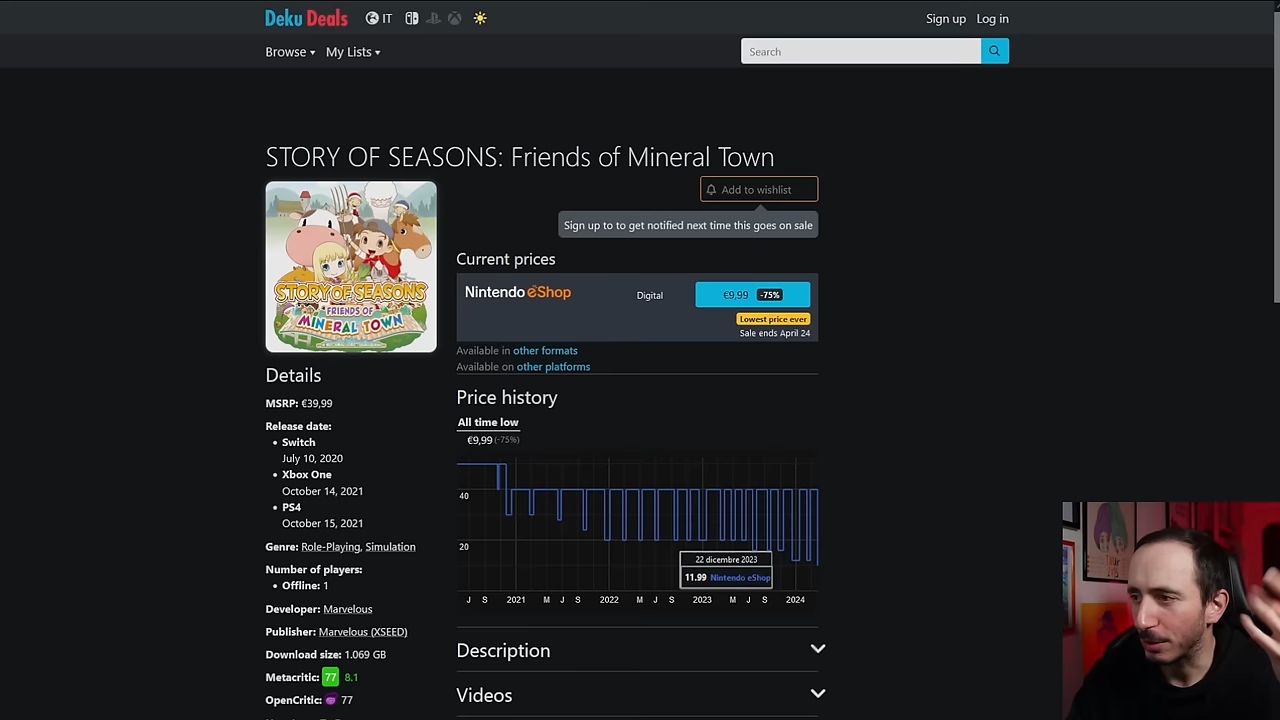 Deku Deals IT
Sign up Log in
Browse My Lists
Search
STORY OF SEASONS: Friends of Mineral Town
Add to wishlist
Sign up to to get notified next time this goes on sale
STORY OF SEASONS
FRIENDS OF
MINERAL TOWN
Current prices
Nintendo eShop Digital €9,99 -75%
Lowest price ever
Sale ends April 24
Available in other formats
Available on other platforms
Details
MSRP: €39,99
Release date:
Switch
July 10, 2020
Xbox One
October 14, 2021
PS4
October 15, 2021
Genre: Role-Playing, Simulation
Number of players:
Offline: 1
Developer: Marvelous
Publisher: Marvelous (XSEED)
Download size: 1.069 GB
Metacritic: 77 8.1
OpenCritic: 77
Price history
All time low
€9,99 (-75%)
40
20
22 dicembre 2023
11.99 Nintendo eShop
J S 2021 M J S 2022 M J S 2023 M J S 2024
Description
Videos